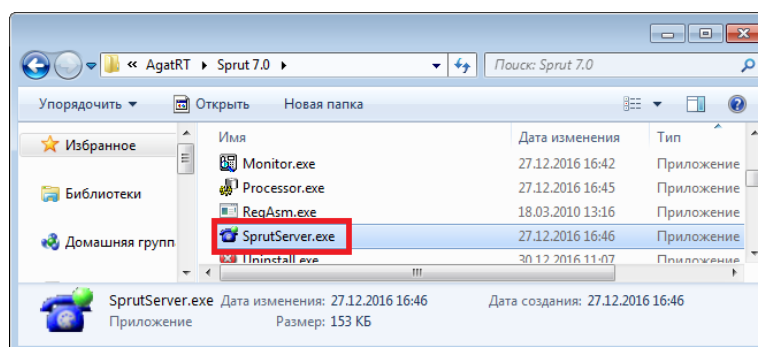 « AgatRT ▸ Sprut 7.0 ▸
Поиск: Sprut 7.0
Упорядочить ▾ Открыть Новая папка
Избранное
Библиотеки
Домашняя групп
Имя Дата изменения Тип
Monitor.exe 27.12.2016 16:42 Приложение
Processor.exe 27.12.2016 16:45 Приложение
RegAsm.exe 18.03.2010 13:16 Приложение
SprutServer.exe 27.12.2016 16:46 Приложение
Uninstall.exe 30.12.2016 11:07 Приложение
SprutServer.exe Дата изменения: 27.12.2016 16:46 Дата создания: 27.12.2016 16:46
Приложение Размер: 153 КБ